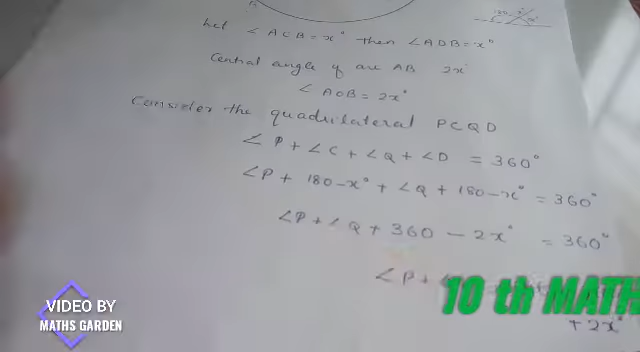 Let ∠ACB = x° then ∠ADB = x°
Central angle of arc AB 2x°
∠AOB = 2x°
Consider the quadrilateral PCQD
∠P + ∠C + ∠Q + ∠D = 360°
∠P + 180-x° + ∠Q + 180-x° = 360°
∠P + ∠Q + 360 - 2x° = 360°
∠P +
+ 2x°
10 th MATH
VIDEO BY
MATHS GARDEN